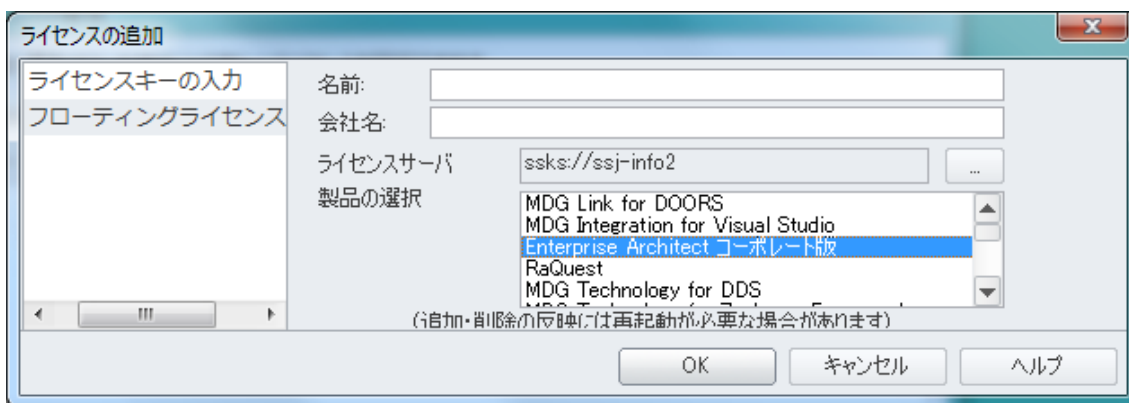 ライセンスの追加
ライセンスキーの入力
フローティングライセンス
名前:
会社名:
ライセンスサーバ
ssks://ssj-info2
...
製品の選択
MDG Link for DOORS
MDG Integration for Visual Studio
Enterprise Architect コーポレート版
RaQuest
MDG Technology for DDS
(追加・削除の反映には再起動が必要な場合があります)
OK
キャンセル
ヘルプ